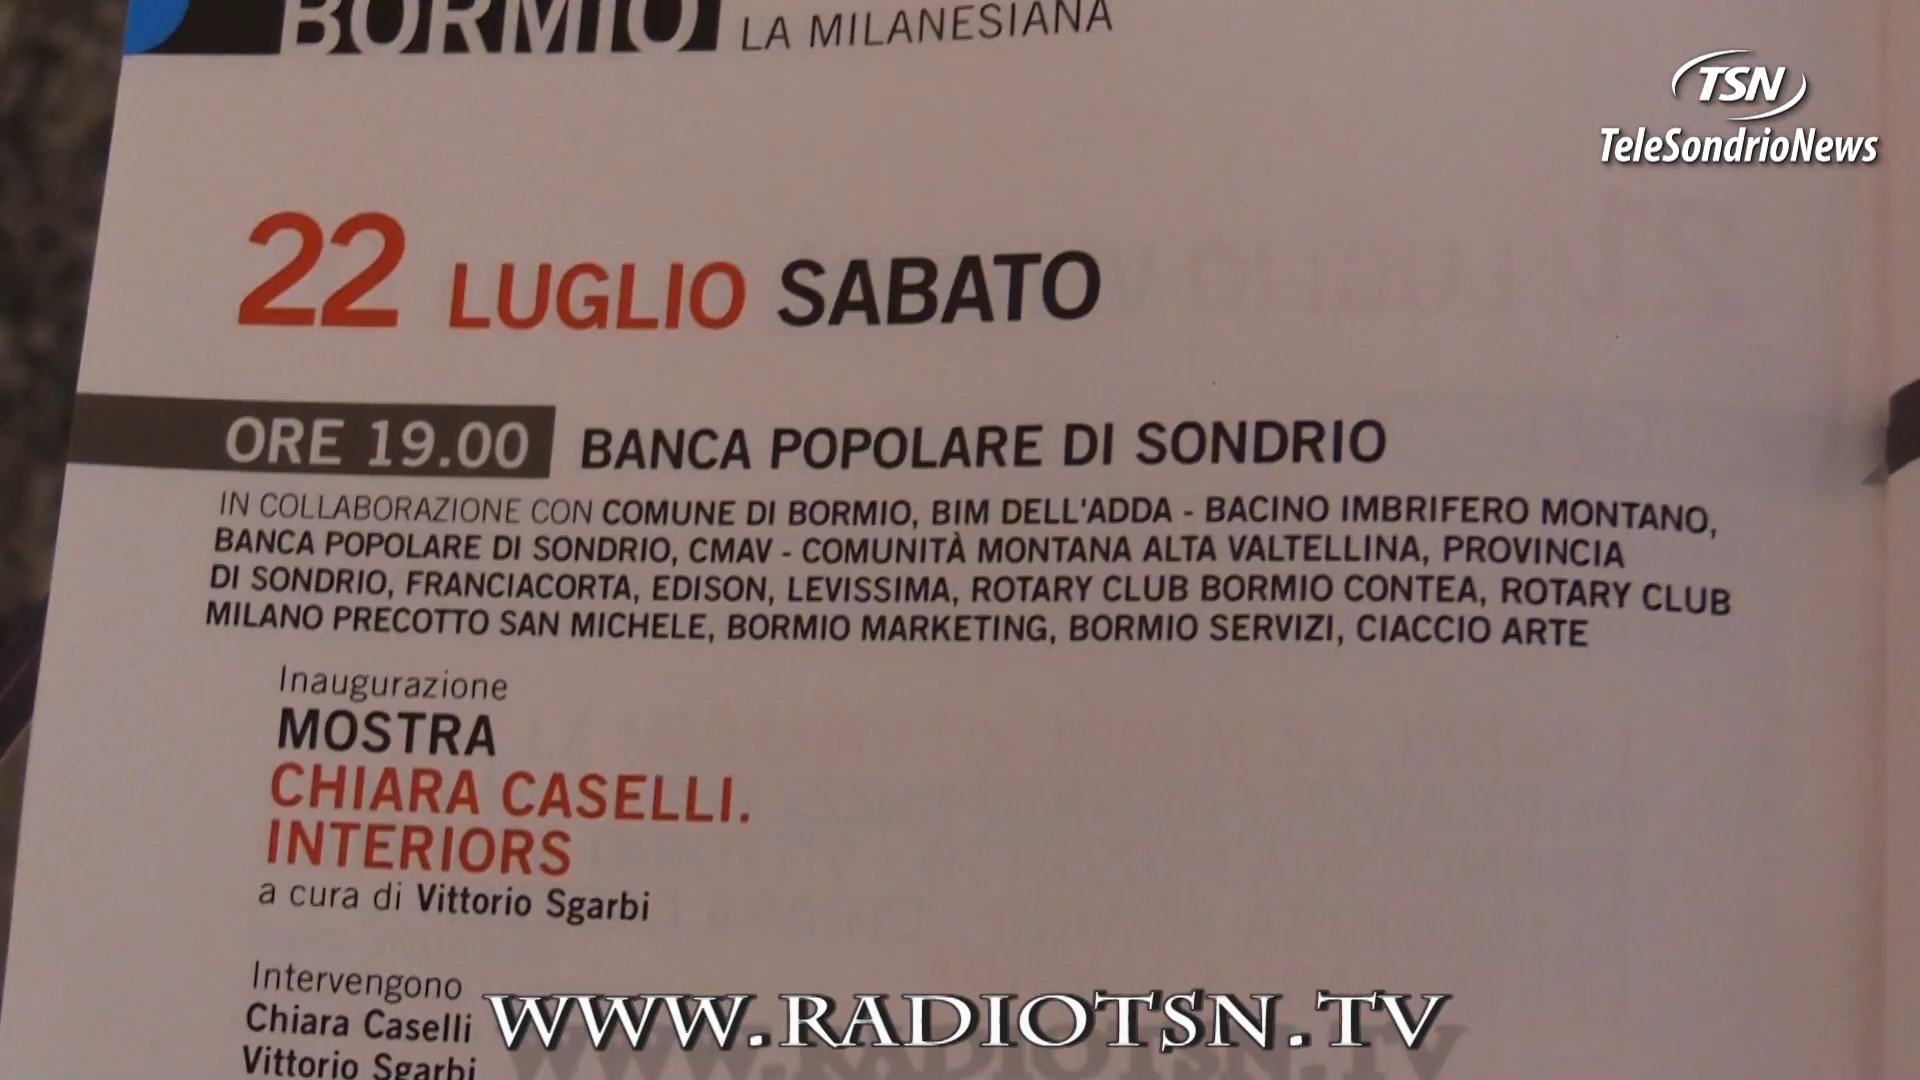 BORMIO LA MILANESIANA
TSN
TeleSondrioNews
22 LUGLIO SABATO
ORE 19.00 BANCA POPOLARE DI SONDRIO
IN COLLABORAZIONE CON COMUNE DI BORMIO, BIM DELL'ADDA - BACINO IMBRIFERO MONTANO,
BANCA POPOLARE DI SONDRIO, CMAV - COMUNITÀ MONTANA ALTA VALTELLINA, PROVINCIA
DI SONDRIO, FRANCIACORTA, EDISON, LEVISSIMA, ROTARY CLUB BORMIO CONTEA, ROTARY CLUB
MILANO PRECOTTO SAN MICHELE, BORMIO MARKETING, BORMIO SERVIZI, CIACCIO ARTE
Inaugurazione
MOSTRA
CHIARA CASELLI.
INTERIORS
a cura di Vittorio Sgarbi
Intervengono
Chiara Caselli
Vittorio Sgarbi
WWW.RADIOTSN.TV